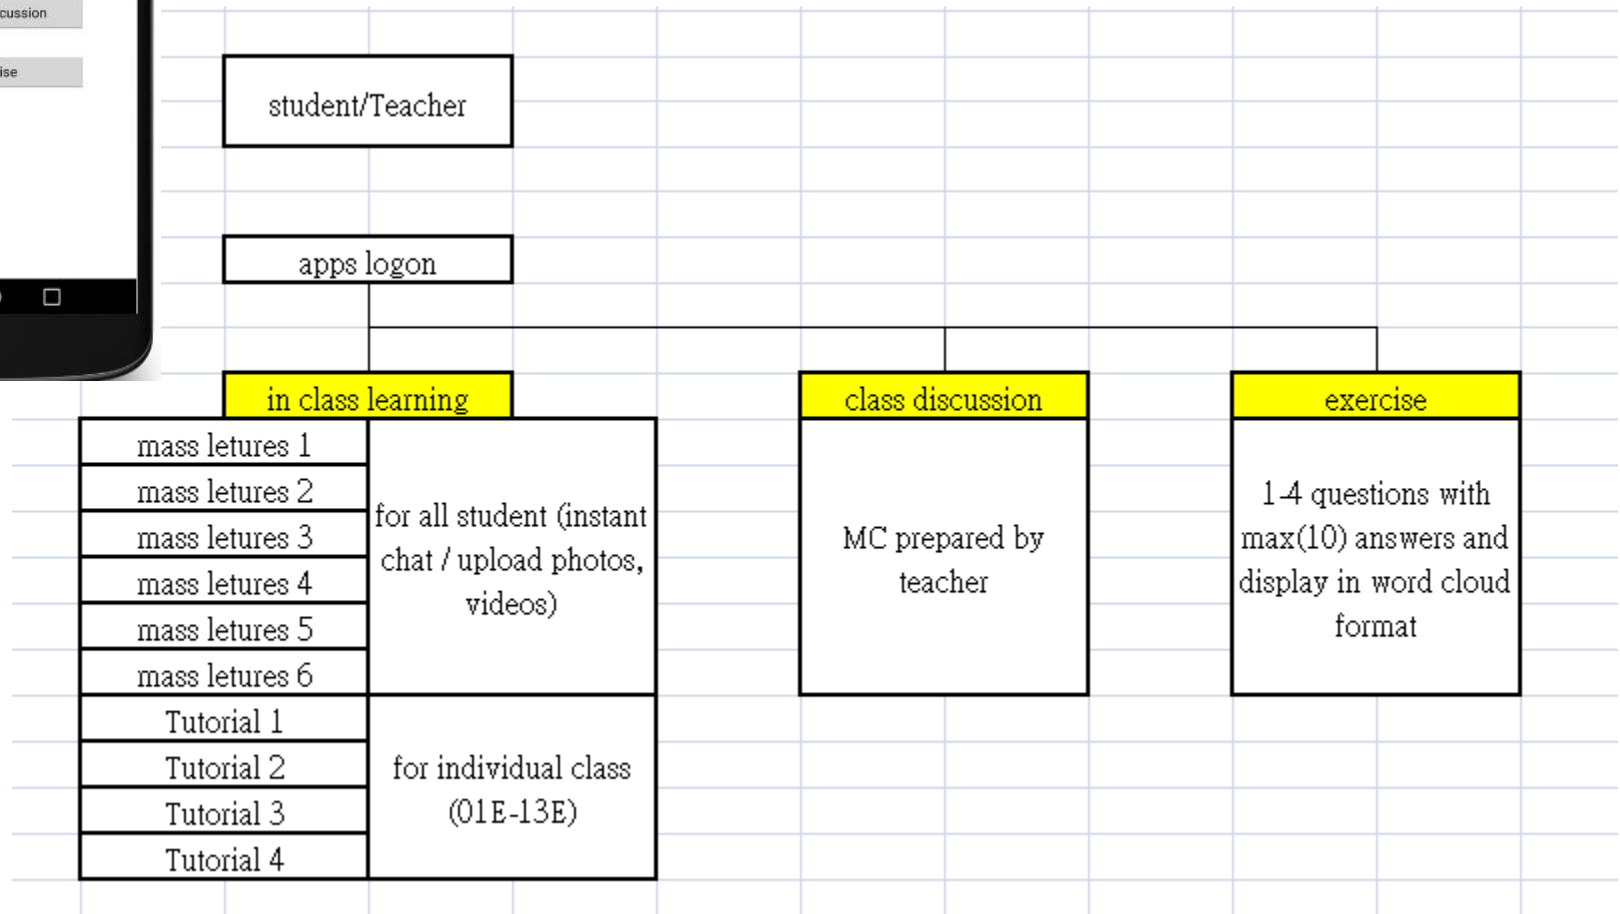 cussion
ise
student/Teacher
apps logon
in class learning
class discussion
exercise
mass letures 1
mass letures 2
mass letures 3
mass letures 4
mass letures 5
mass letures 6
for all student (instant
chat / upload photos,
videos)
MC prepared by
teacher
1-4 questions with
max(10) answers and
display in word cloud
format
Tutorial 1
Tutorial 2
Tutorial 3
Tutorial 4
for individual class
(01E-13E)